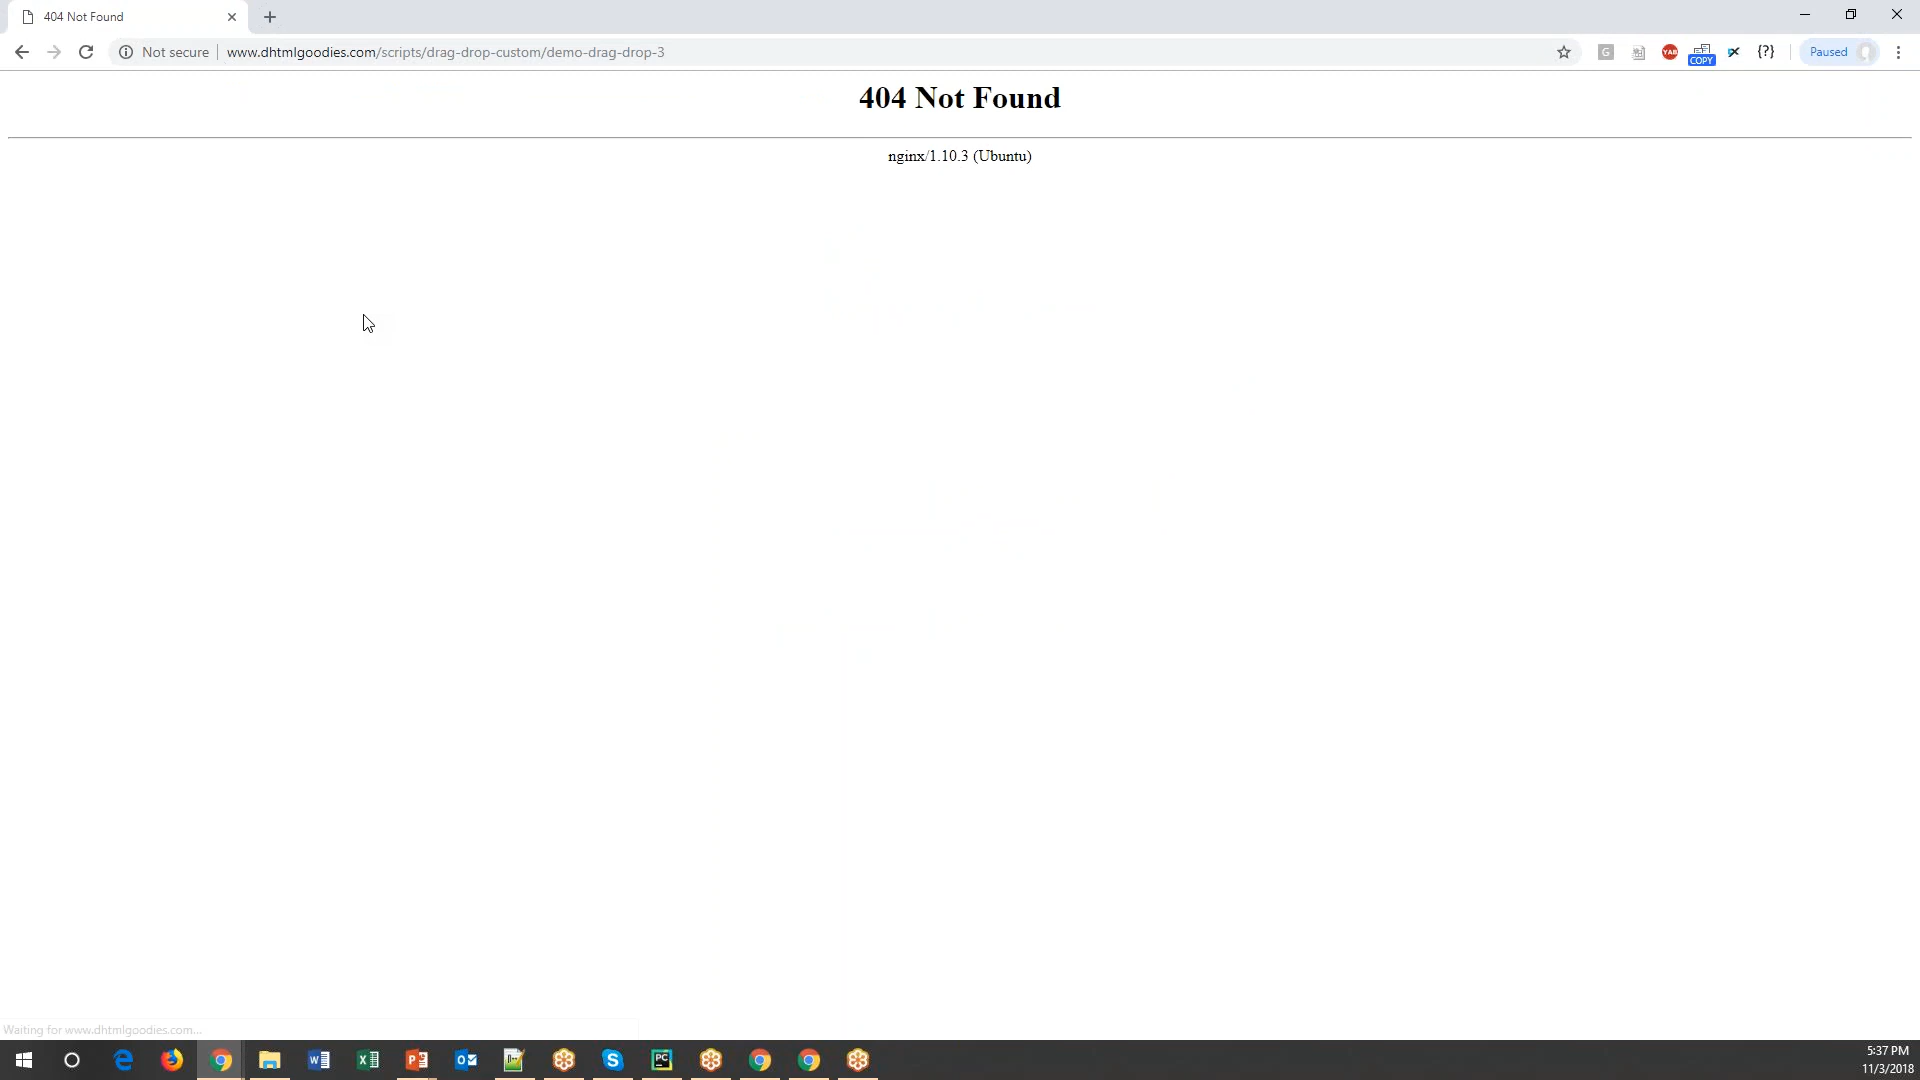 404 Not Found
Not secure
www.dhtmlgoodies.com/scripts/drag-drop-custom/demo-drag-drop-3
G
YAB
COPY
{?}
Paused
404 Not Found
nginx/1.10.3 (Ubuntu)
Waiting for www.dhtmlgoodies.com...
5:37 PM
11/3/2018